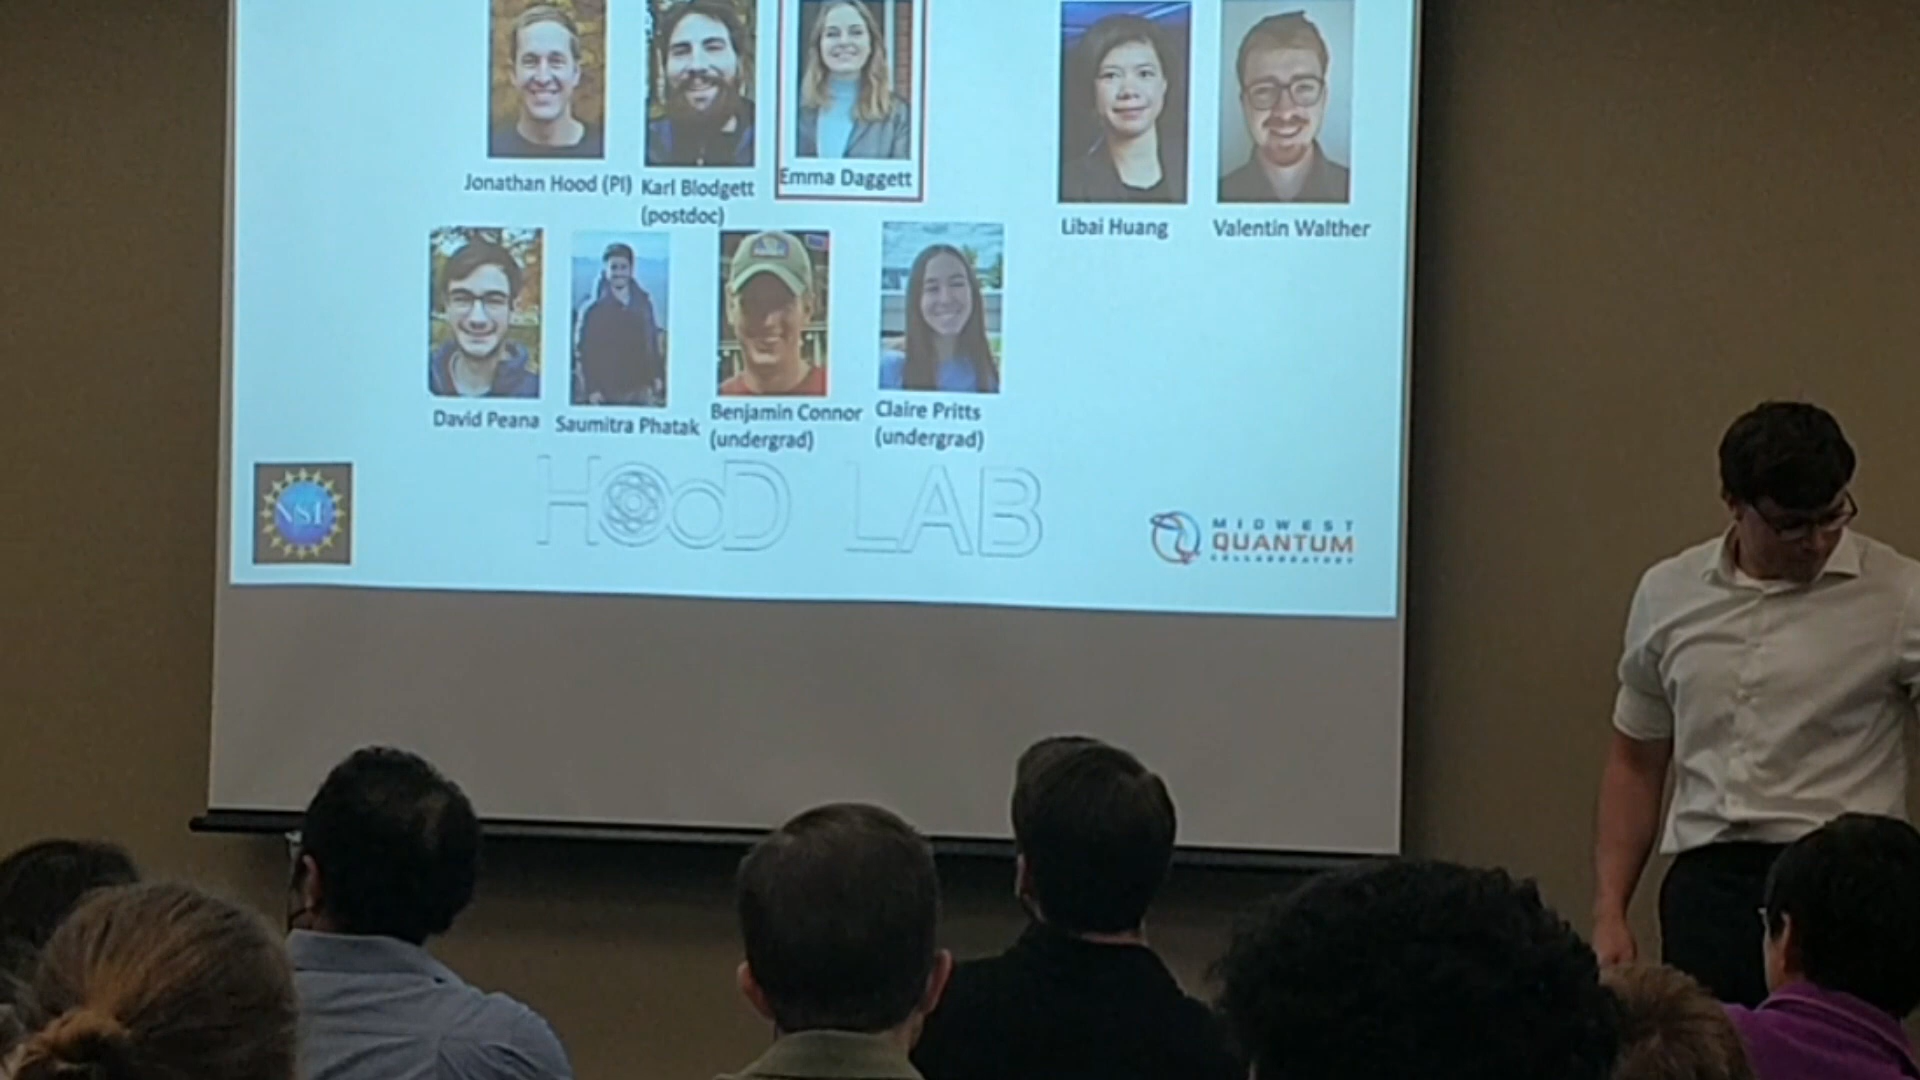 Jonathan Hood (PI)
Karl Blodgett
(postdoc)
Emma Daggett
Libai Huang
Valentin Walther
David Peana
Saumitra Phatak
Benjamin Connor
(undergrad)
Claire Pritts
(undergrad)
NSF
HOoD LAB
MIDWEST
QUANTUM
COLLABORATORY